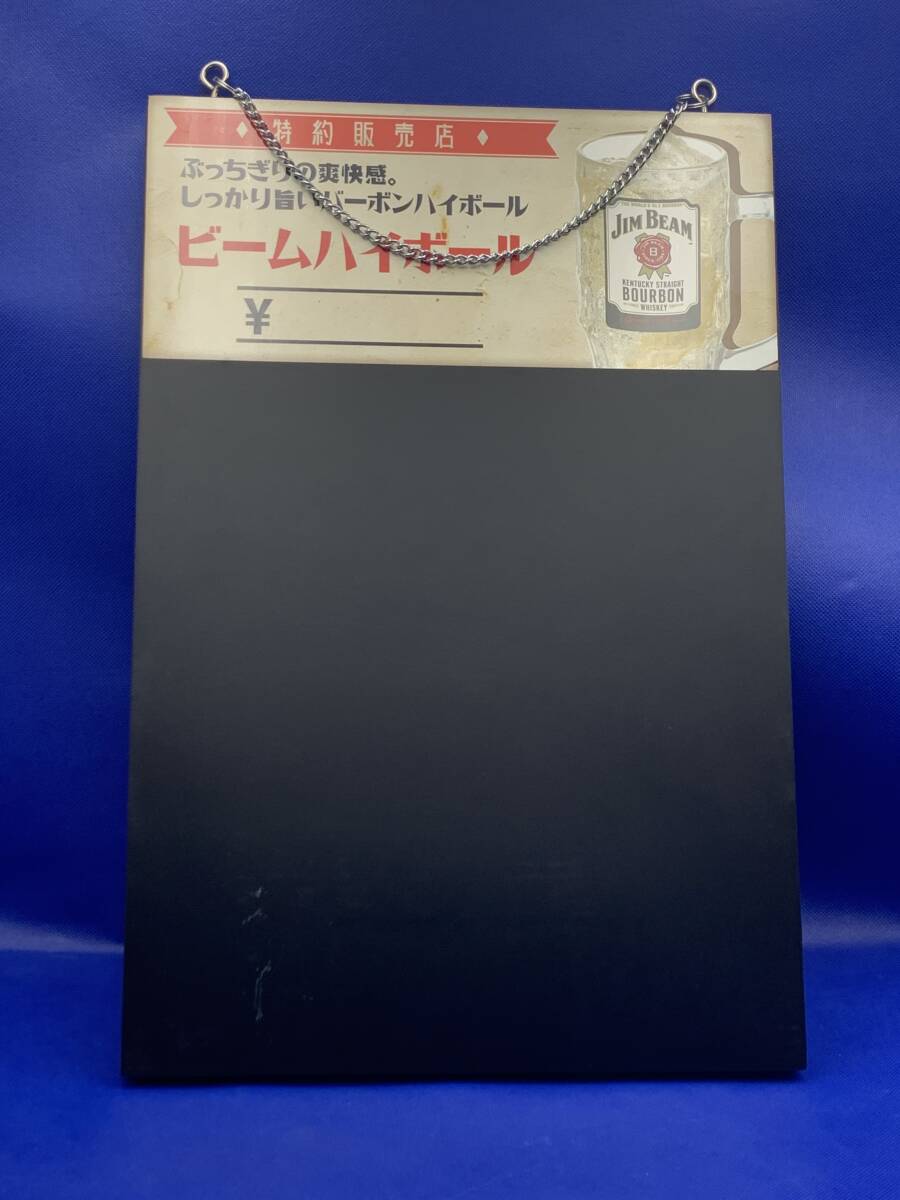 特約販売店
ぶっちぎりの爽快感。
しっかり旨いバーボンハイボール
ビームハイボール
¥
JIM BEAM
B
KENTUCKY STRAIGHT
BOURBON
WHISKEY